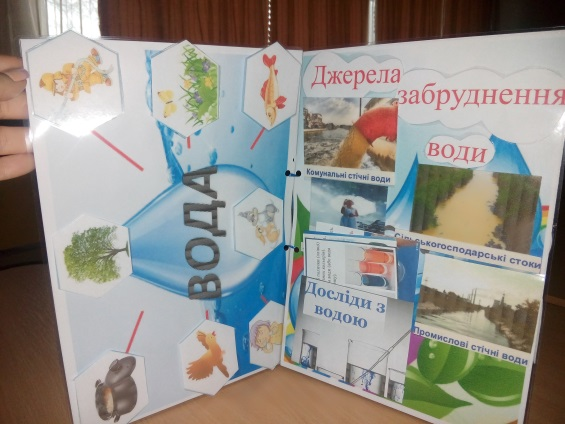 ВОДА
Джерела
забруднення
води
Комунальні стічні води
Сільськогосподарські стоки
Досліди з
водою
Промислові стічні води